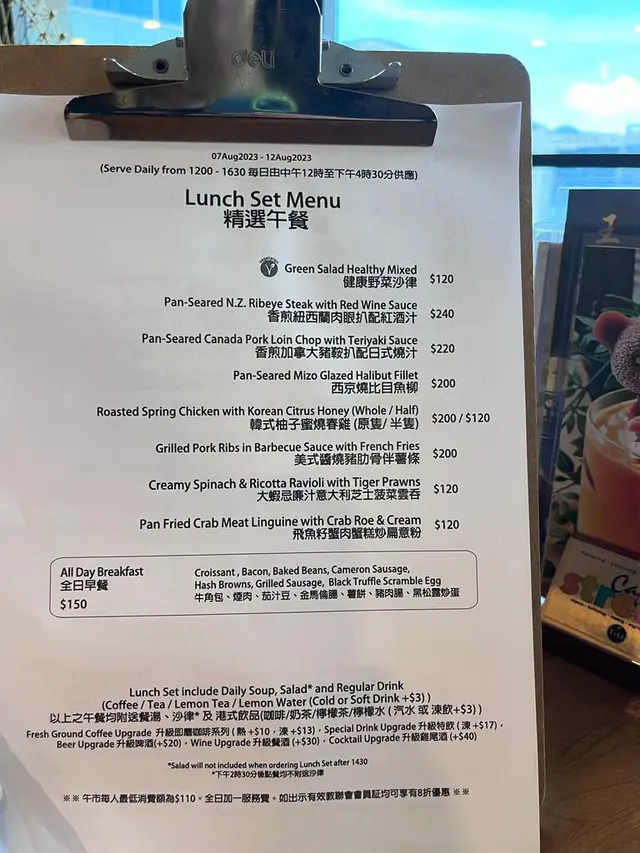 deli
07Aug2023 - 12Aug2023
(Serve Daily from 1200 - 1630 每日由中午12時至下午4時30分供應)
Lunch Set Menu
精選午餐
Green Salad Healthy Mixed
健康野菜沙律 $120
Pan-Seared N.Z. Ribeye Steak with Red Wine Sauce
香煎紐西蘭肉眼扒配紅酒汁 $240
Pan-Seared Canada Pork Loin Chop with Teriyaki Sauce
香煎加拿大豬鞍扒配日式燒汁 $220
Pan-Seared Mizo Glazed Halibut Fillet
西京燒比目魚柳 $200
Roasted Spring Chicken with Korean Citrus Honey (Whole / Half)
韓式柚子蜜燒春雞 (原隻/ 半隻) $200 / $120
Grilled Pork Ribs in Barbecue Sauce with French Fries
美式醬燒豬肋骨伴薯條 $200
Creamy Spinach & Ricotta Ravioli with Tiger Prawns
大蝦忌廉汁意大利芝士菠菜雲吞 $120
Pan Fried Crab Meat Linguine with Crab Roe & Cream
飛魚籽蟹肉蟹糕炒扁意粉 $120
All Day Breakfast
全日早餐
$150
Croissant , Bacon, Baked Beans, Cameron Sausage,
Hash Browns, Grilled Sausage, Black Truffle Scramble Egg
牛角包、煙肉、茄汁豆、金馬倫腸、薯餅、豬肉腸、黑松露炒蛋
Lunch Set include Daily Soup, Salad* and Regular Drink
(Coffee / Tea / Lemon Tea / Lemon Water (Cold or Soft Drink +$3) )
以上之午餐均附送餐湯、沙律* 及 港式飲品(咖啡/奶茶/檸檬茶/檸檬水 ( 汽水 或 凍飲+$3) )
Fresh Ground Coffee Upgrade 升級即磨咖啡系列 ( 熱 +$10，凍 +$13)，Special Drink Upgrade 升級特飲 ( 凍 +$17)，
Beer Upgrade 升級啤酒(+$20)，Wine Upgrade 升級餐酒 (+$30)，Cocktail Upgrade 升級雞尾酒 (+$40)
*Salad will not included when ordering Lunch Set after 1430
*下午2時30分後點餐均不附送沙律
※※ 午市每人最低消費額為$110。全日加一服務費。如出示有效教聯會會員証均可享有8折優惠 ※※